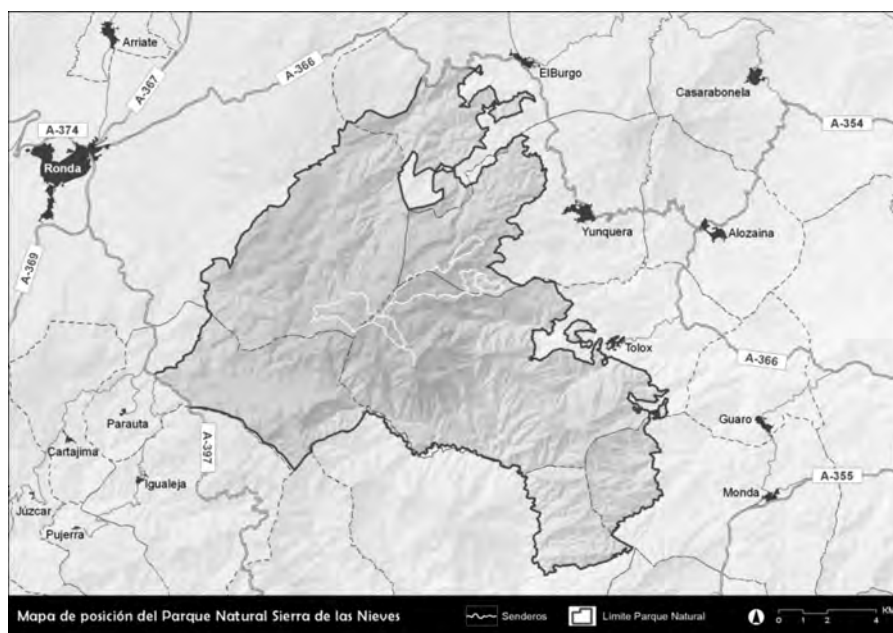 Arriate
A-367
A-366
ElBurgo
Casarabonela
A-374
A-354
Ronda
Yunquera
Alozaina
A-369
Tolox
A-366
Parauta
Guaro
Cartajima
A-397
Igualeja
A-355
Monda
Júzcar
Pujerra
Mapa de posición del Parque Natural Sierra de las Nieves
Senderos
Limite Parque Natural
0 1 2 4 KM